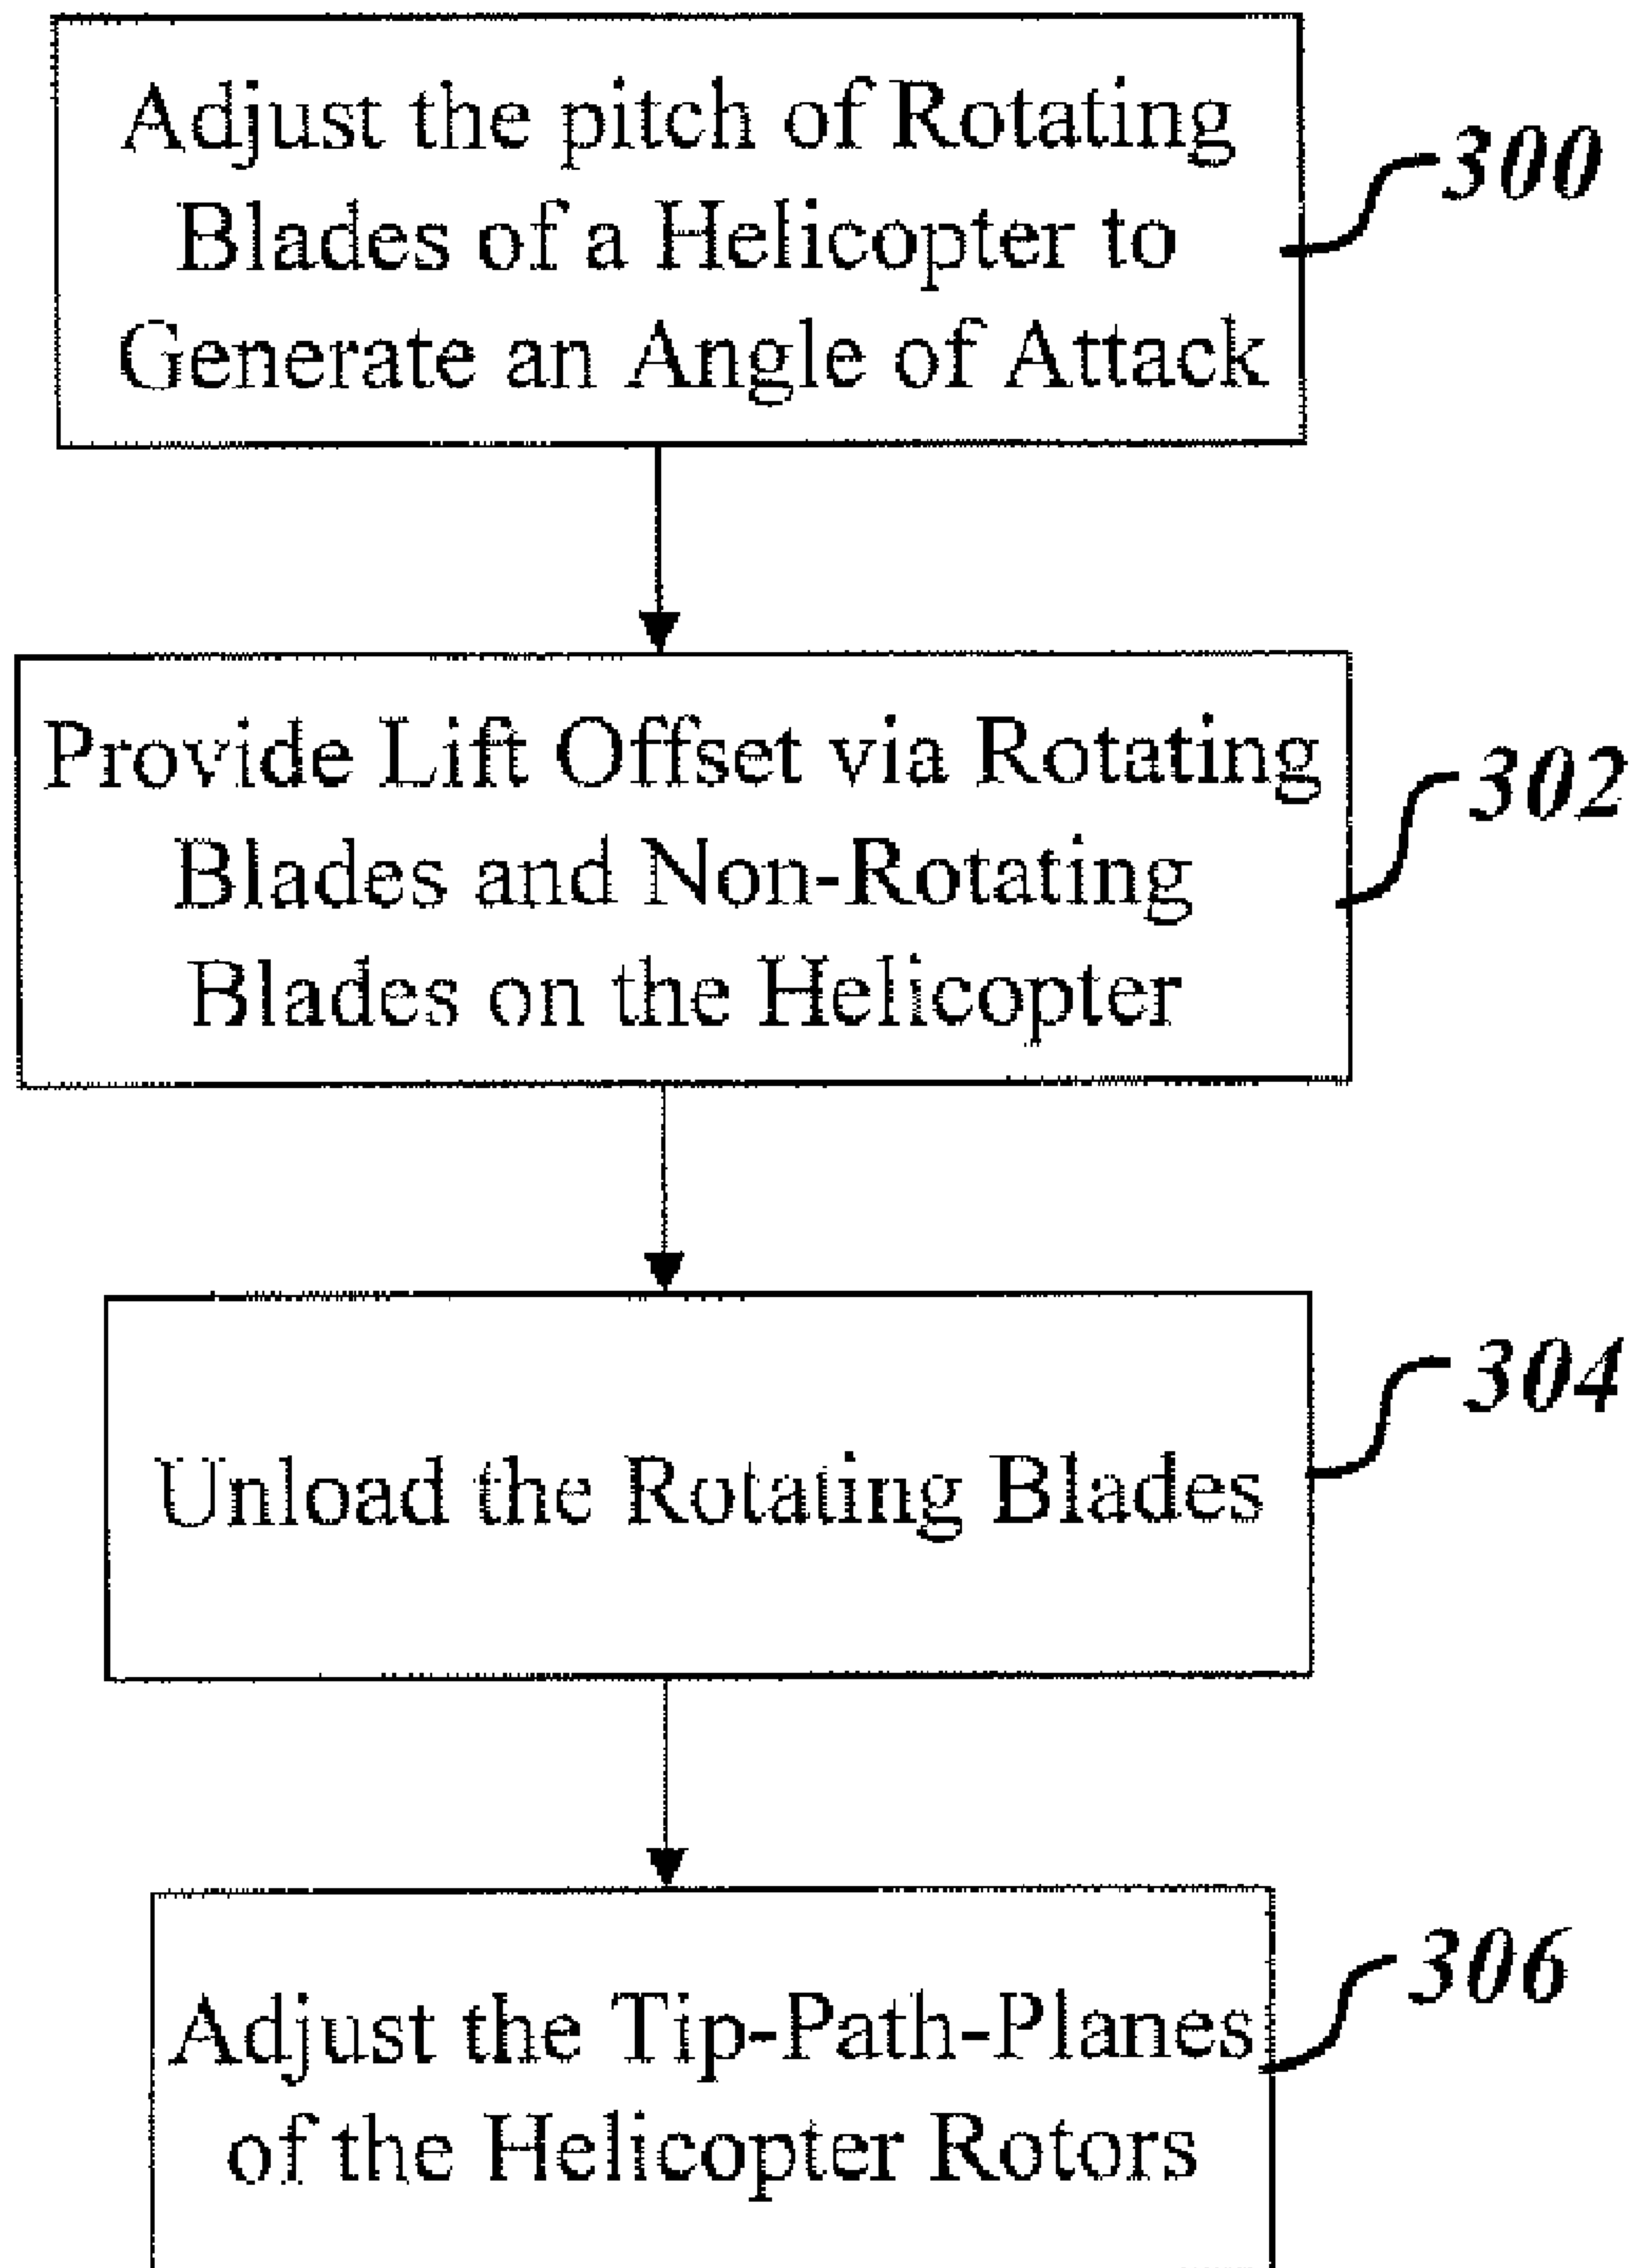 Adjust the pitch of Rotating
Blades of a Helicopter to
Generate an Angle of Attack
300
Provide Lift Offset via Rotating
Blades and Non-Rotating
Blades on the Helicopter
302
Unload the Rotating Blades
304
Adjust the Tip-Path-Planes
of the Helicopter Rotors
306